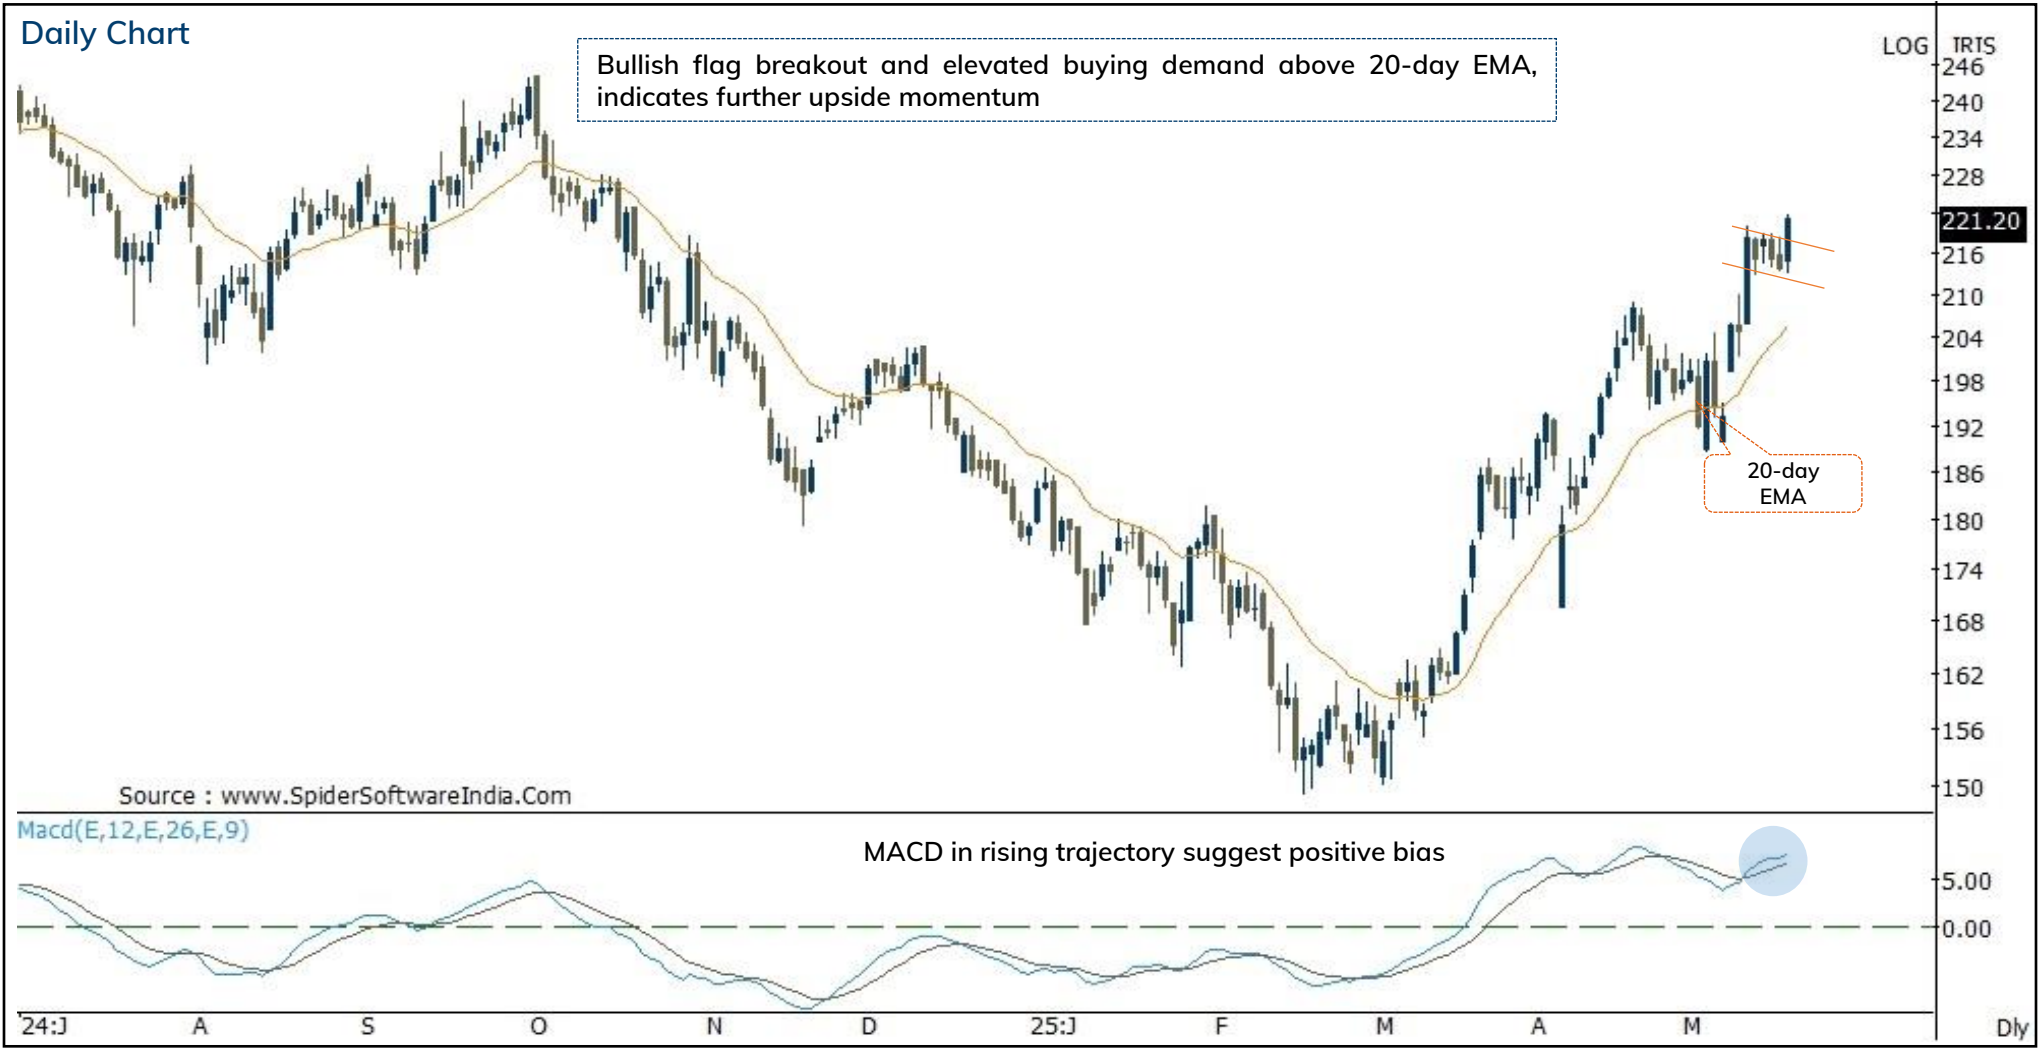 Daily Chart
Bullish flag breakout and elevated buying demand above 20-day EMA,
indicates further upside momentum
LOG
IRIS
246
240
234
228
221.20
216
210
204
198
192
186
180
174
168
162
156
150
20-day
EMA
Source : www.SpiderSoftwareIndia.Com
Macd(E,12,E,26,E,9)
MACD in rising trajectory suggest positive bias
5.00
0.00
'24:J A S O N D 25:J F M A M Dly